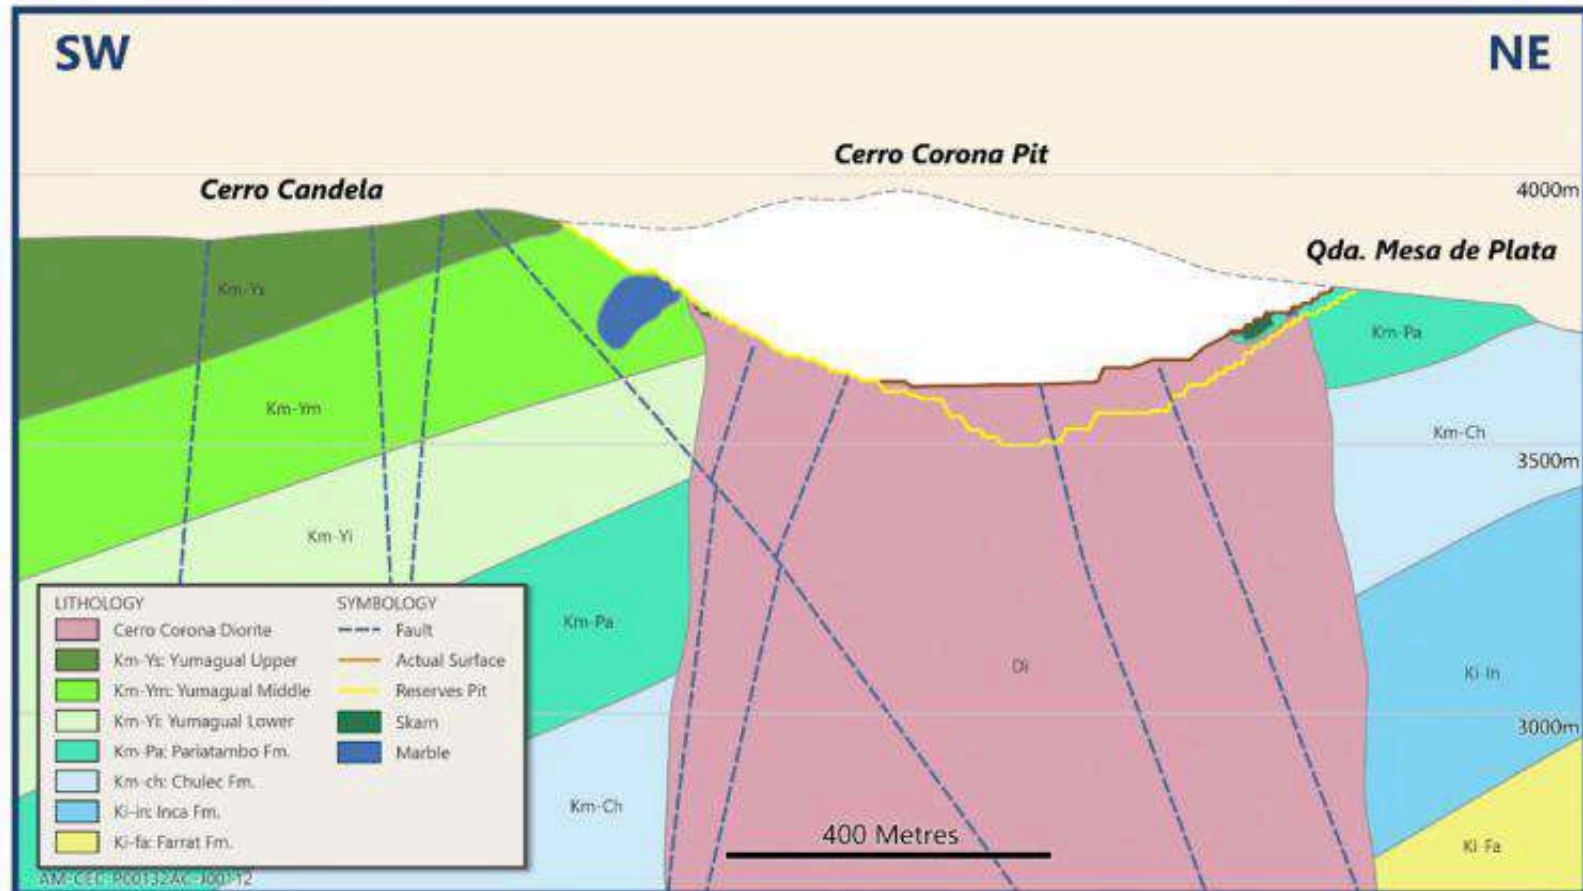 SW
NE
Cerro Corona Pit
Cerro Candela
4000m
Qda. Mesa de Plata
Km-Ys
Km-Pa
Km-Ym
Km-Ch
3500m
Km-Yi
Km-Pa
Di
Ki-In
3000m
Km-Ch
400 Metres
Ki-Fa
LITHOLOGY
Cerro Corona Diorite
Km-Ys: Yumagual Upper
Km-Ym: Yumagual Middle
Km-Yi: Yumagual Lower
Km-Pa: Pariatambo Fm.
Km-ch: Chulec Fm.
Ki-in: Inca Fm.
Ki-fa: Farrat Fm.
SYMBOLOGY
Fault
Actual Surface
Reserves Pit
Skarn
Marble